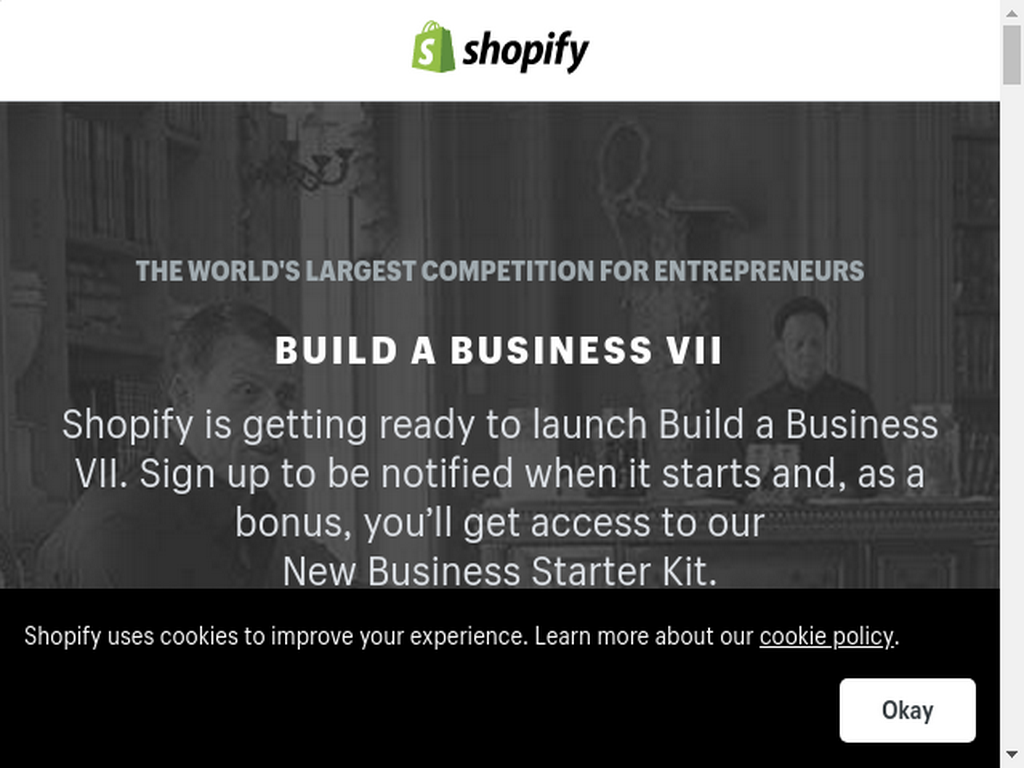 shopify
THE WORLD'S LARGEST COMPETITION FOR ENTREPRENEURS
BUILD A BUSINESS VII
Shopify is getting ready to launch Build a Business
VII. Sign up to be notified when it starts and, as a
bonus, you’ll get access to our
New Business Starter Kit.
Shopify uses cookies to improve your experience. Learn more about our cookie policy.
Okay